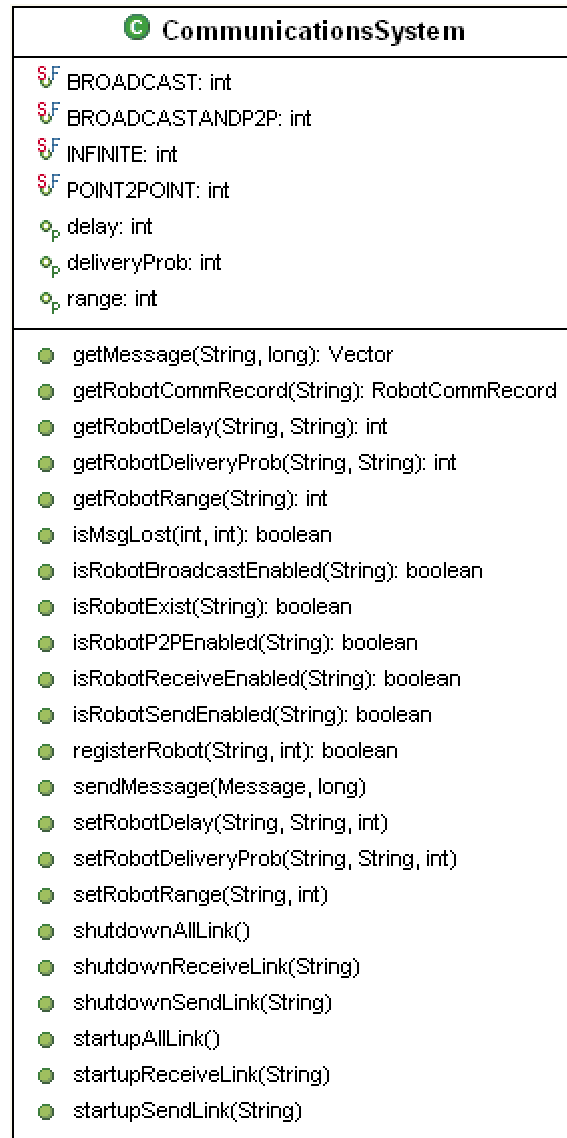 C CommunicationsSystem
S F BROADCAST: int
S F BROADCASTANDP2P: int
S F INFINITE: int
S F POINT2POINT: int
P delay: int
P deliveryProb: int
P range: int
getMessage(String, long): Vector
getRobotCommRecord(String): RobotCommRecord
getRobotDelay(String, String): int
getRobotDeliveryProb(String, String): int
getRobotRange(String): int
isMsgLost(int, int): boolean
isRobotBroadcastEnabled(String): boolean
isRobotExist(String): boolean
isRobotP2PEnabled(String): boolean
isRobotReceiveEnabled(String): boolean
isRobotSendEnabled(String): boolean
registerRobot(String, int): boolean
sendMessage(Message, long)
setRobotDelay(String, String, int)
setRobotDeliveryProb(String, String, int)
setRobotRange(String, int)
shutdownAllLink()
shutdownReceiveLink(String)
shutdownSendLink(String)
startupAllLink()
startupReceiveLink(String)
startupSendLink(String)